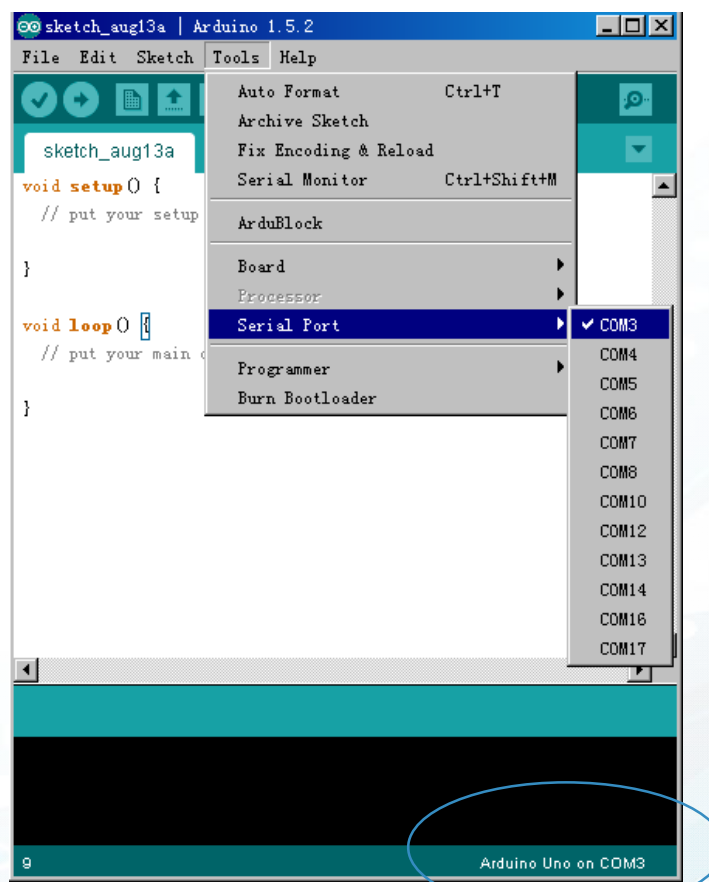 sketch_aug13a | Arduino 1.5.2
File Edit Sketch Tools Help
Auto Format Ctrl+T
Archive Sketch
Fix Encoding & Reload
Serial Monitor Ctrl+Shift+M
ArduBlock
Board
Processor
Serial Port
Programmer
Burn Bootloader
COM3
COM4
COM5
COM6
COM7
COM8
COM10
COM12
COM13
COM14
COM16
COM17
sketch_aug13a
void setup() {
// put your setup
}
void loop() {
// put your main
}
9 Arduino Uno on COM3